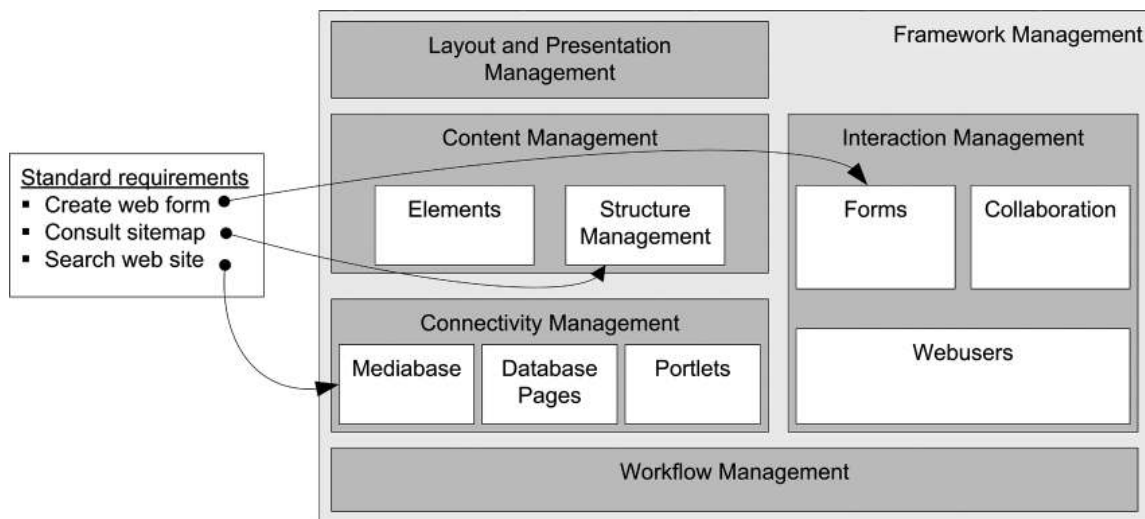 Framework Management
Layout and Presentation
Management
Content Management
Elements
Structure
Management
Interaction Management
Forms
Collaboration
Webusers
Standard requirements
▪ Create web form
▪ Consult sitemap
▪ Search web site
Connectivity Management
Mediabase
Database
Pages
Portlets
Workflow Management